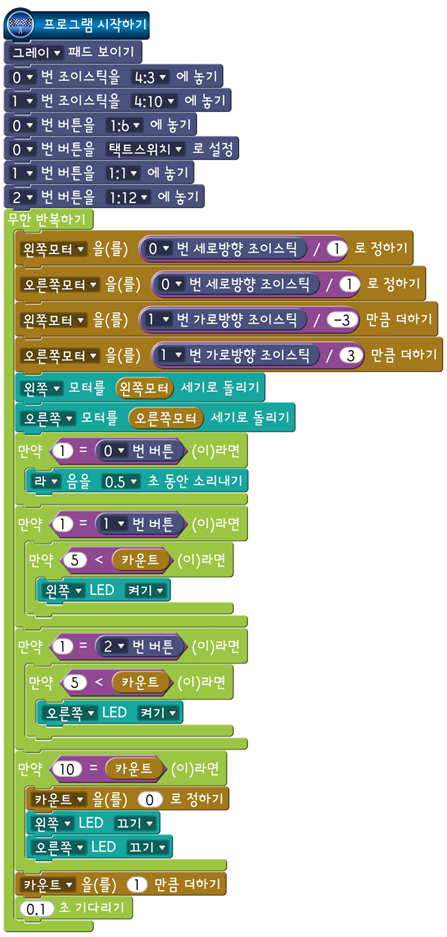 프로그램 시작하기
그레이 패드 보이기
0 번 조이스틱을 4:3 에 놓기
1 번 조이스틱을 4:10 에 놓기
0 번 버튼을 1:6 에 놓기
0 번 버튼을 택트스위치 로 설정
1 번 버튼을 1:1 에 놓기
2 번 버튼을 1:12 에 놓기
무한 반복하기
왼쪽모터 을(를) 0 번 세로방향 조이스틱 / 1 로 정하기
오른쪽모터 을(를) 0 번 세로방향 조이스틱 / 1 로 정하기
왼쪽모터 을(를) 1 번 가로방향 조이스틱 / -3 만큼 더하기
오른쪽모터 을(를) 1 번 가로방향 조이스틱 / 3 만큼 더하기
왼쪽 모터를 왼쪽모터 세기로 돌리기
오른쪽 모터를 오른쪽모터 세기로 돌리기
만약 1 = 0 번 버튼 (이)라면
라 음을 0.5 초 동안 소리내기
만약 1 = 1 번 버튼 (이)라면
만약 5 < 카운트 (이)라면
왼쪽 LED 켜기
만약 1 = 2 번 버튼 (이)라면
만약 5 < 카운트 (이)라면
오른쪽 LED 켜기
만약 10 = 카운트 (이)라면
카운트 을(를) 0 로 정하기
왼쪽 LED 끄기
오른쪽 LED 끄기
카운트 을(를) 1 만큼 더하기
0.1 초 기다리기